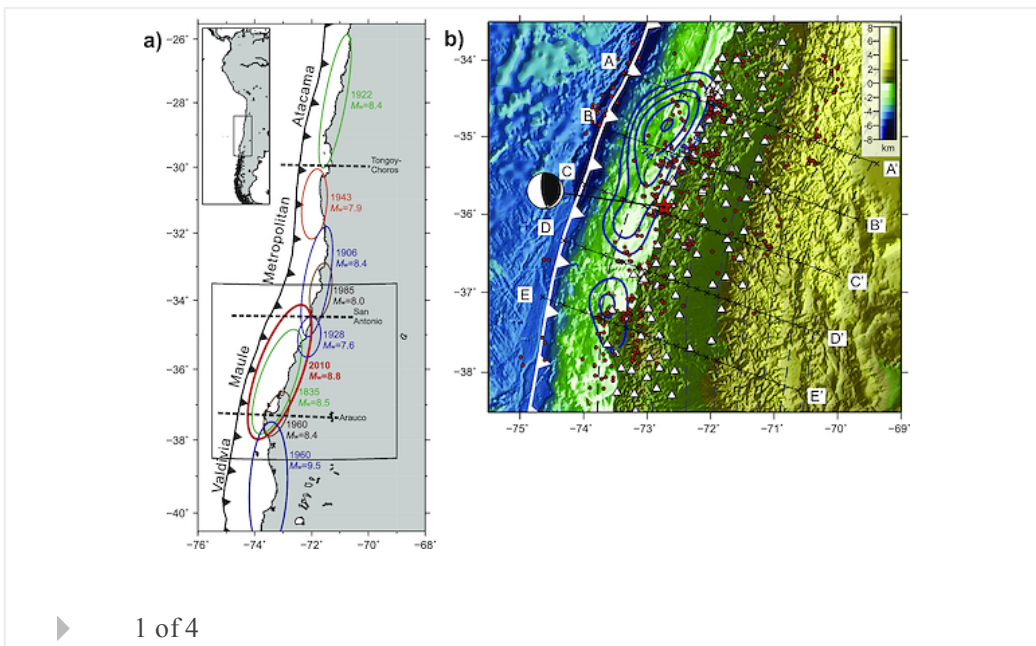 a)
−26°
−28°
−30°
−32°
−34°
−36°
−38°
−40°
−76°
−74°
−72°
−70°
−68°
Atacama
Metropolitan
Maule
Valdivia
1922
Mw=8.4
Tongoy-
Choros
1943
Mw=7.9
1906
Mw=8.4
1985
Mw=8.0
San
Antonio
1928
Mw=7.6
2010
Mw=8.8
1835
Mw=8.5
Arauco
1960
Mw=8.4
1960
Mw=9.5
b)
−34°
−35°
−36°
−37°
−38°
−75°
−74°
−73°
−72°
−71°
−70°
−69°
A
B
C
D
E
A'
B'
C'
D'
E'
8
6
4
2
0
-2
-4
-6
-8
km
1 of 4